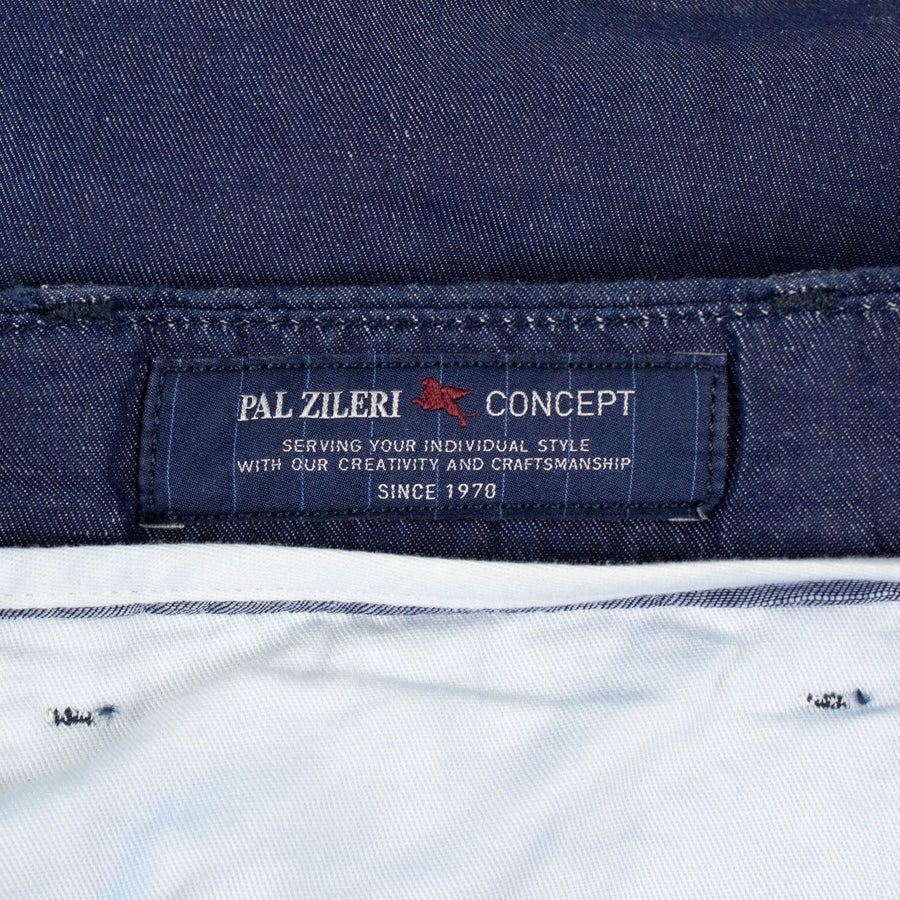 PAL ZILERI CONCEPT
SERVING YOUR INDIVIDUAL STYLE
WITH OUR CREATIVITY AND CRAFTSMANSHIP
SINCE 1970